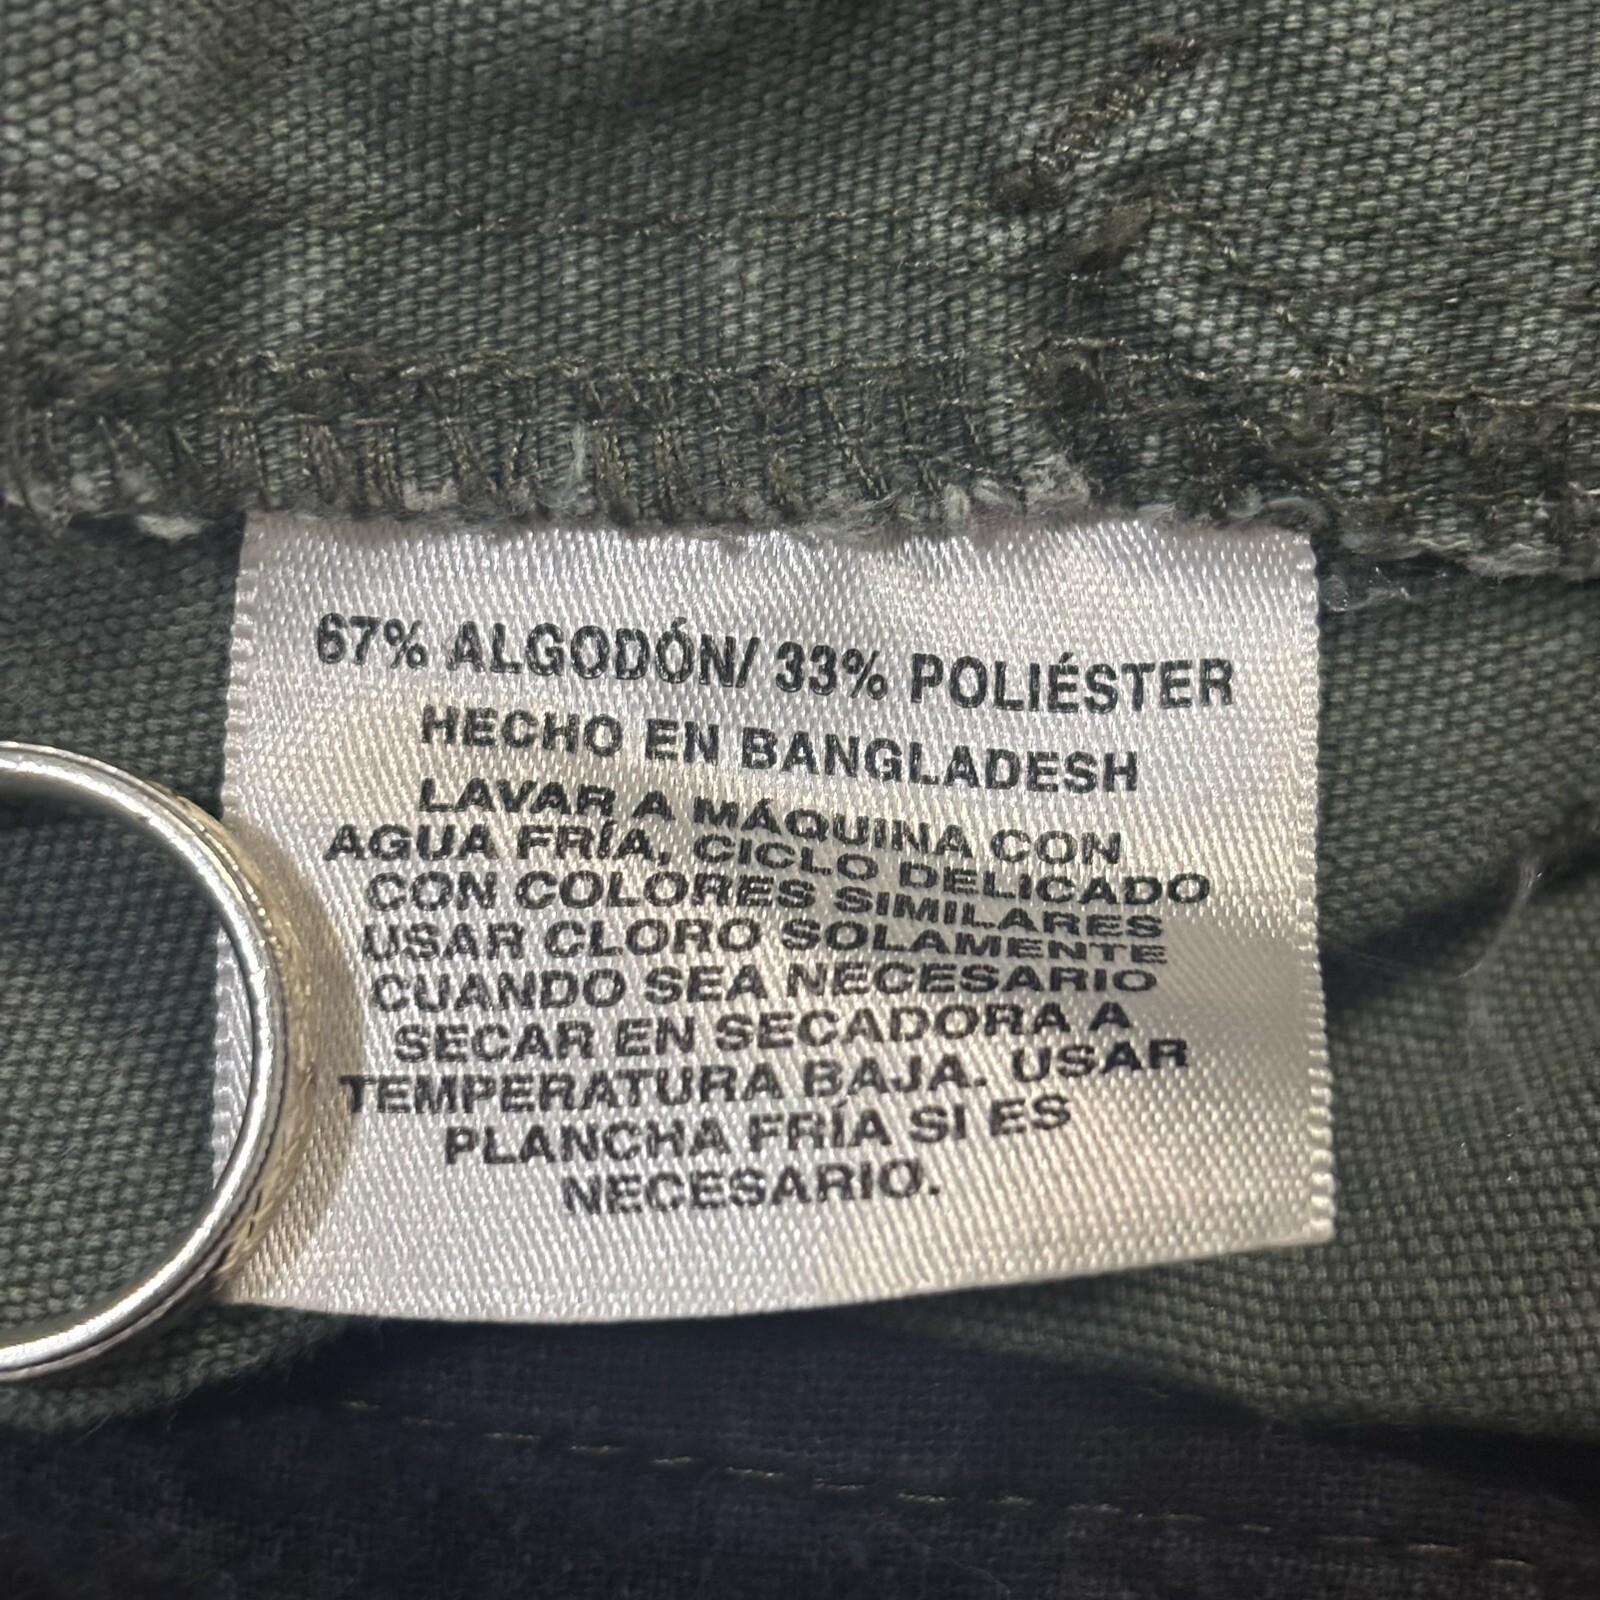 67% ALGODÓN/ 33% POLIÉSTER
HECHO EN BANGLADESH
LAVAR A MÁQUINA CON
AGUA FRÍA, CICLO DELICADO
CON COLORES SIMILARES
USAR CLORO SOLAMENTE
CUANDO SEA NECESARIO
SECAR EN SECADORA A
TEMPERATURA BAJA. USAR
PLANCHA FRÍA SI ES
NECESARIO.